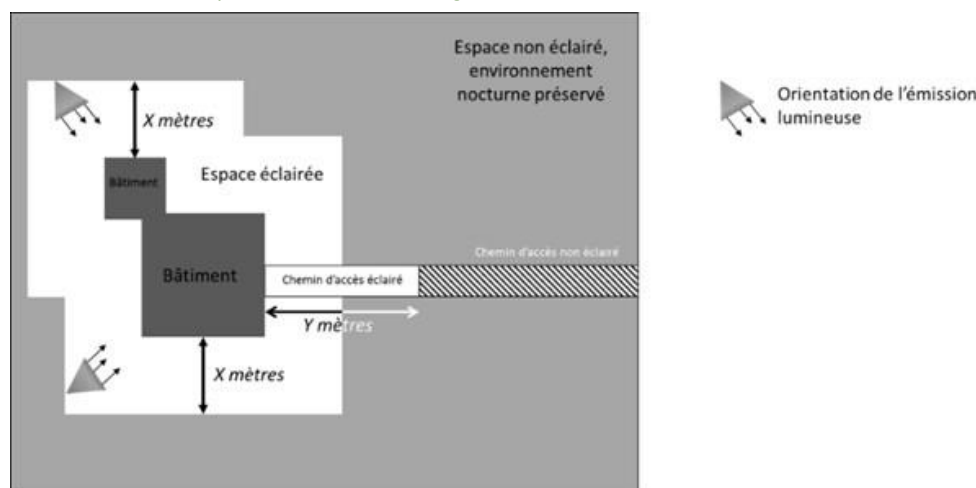 Espace non éclairé,
environnement
nocturne préservé
X mètres
Bâtiment
Espace éclairée
Bâtiment
Chemin d'accès éclairé
Chemin d'accès non éclairé
Y mètres
X mètres
Orientation de l'émission
lumineuse